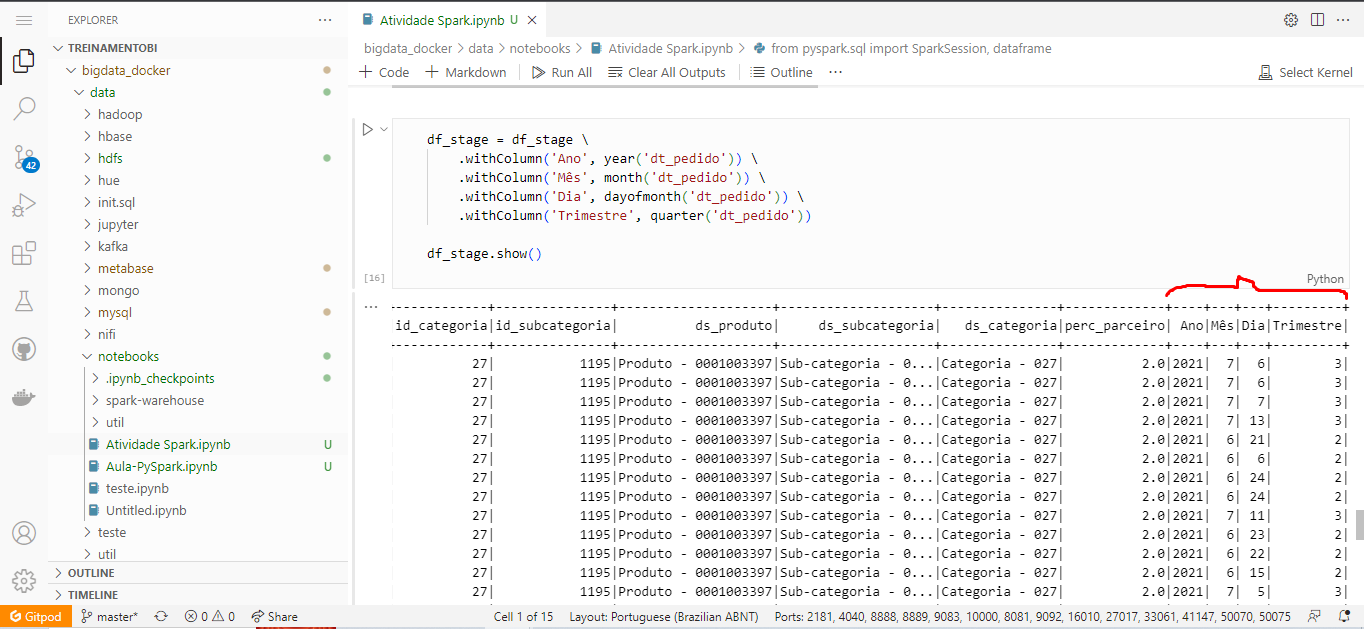 EXPLORER
TREINAMENTOBI
bigdata_docker
data
hadoop
hbase
hdfs
hue
init.sql
jupyter
kafka
metabase
mongo
mysql
nifi
notebooks
.ipynb_checkpoints
spark-warehouse
util
Atividade Spark.ipynb U
Aula-PySpark.ipynb U
teste.ipynb
Untitled.ipynb
teste
util
OUTLINE
TIMELINE
42
Atividade Spark.ipynb U
bigdata_docker > data > notebooks > Atividade Spark.ipynb > from pyspark.sql import SparkSession, dataframe
+ Code + Markdown Run All Clear All Outputs Outline ... Select Kernel
df_stage = df_stage \
.withColumn('Ano', year('dt_pedido')) \
.withColumn('Mês', month('dt_pedido')) \
.withColumn('Dia', dayofmonth('dt_pedido')) \
.withColumn('Trimestre', quarter('dt_pedido'))
df_stage.show()
[16] Python
id_categoria|id_subcategoria| ds_produto| ds_subcategoria| ds_categoria|perc_parceiro| Ano|Mês|Dia|Trimestre|
27| 1195|Produto - 0001003397|Sub-categoria - 0...|Categoria - 027| 2.0|2021| 7| 6| 3|
27| 1195|Produto - 0001003397|Sub-categoria - 0...|Categoria - 027| 2.0|2021| 7| 6| 3|
27| 1195|Produto - 0001003397|Sub-categoria - 0...|Categoria - 027| 2.0|2021| 7| 7| 3|
27| 1195|Produto - 0001003397|Sub-categoria - 0...|Categoria - 027| 2.0|2021| 7| 13| 3|
27| 1195|Produto - 0001003397|Sub-categoria - 0...|Categoria - 027| 2.0|2021| 6| 21| 2|
27| 1195|Produto - 0001003397|Sub-categoria - 0...|Categoria - 027| 2.0|2021| 6| 6| 2|
27| 1195|Produto - 0001003397|Sub-categoria - 0...|Categoria - 027| 2.0|2021| 6| 24| 2|
27| 1195|Produto - 0001003397|Sub-categoria - 0...|Categoria - 027| 2.0|2021| 6| 24| 2|
27| 1195|Produto - 0001003397|Sub-categoria - 0...|Categoria - 027| 2.0|2021| 7| 11| 3|
27| 1195|Produto - 0001003397|Sub-categoria - 0...|Categoria - 027| 2.0|2021| 6| 23| 2|
27| 1195|Produto - 0001003397|Sub-categoria - 0...|Categoria - 027| 2.0|2021| 6| 22| 2|
27| 1195|Produto - 0001003397|Sub-categoria - 0...|Categoria - 027| 2.0|2021| 6| 15| 2|
27| 1195|Produto - 0001003397|Sub-categoria - 0...|Categoria - 027| 2.0|2021| 7| 5| 3|
Gitpod master* 0 0 Share Cell 1 of 15 Layout: Portuguese (Brazilian ABNT) Ports: 2181, 4040, 8888, 8889, 9083, 10000, 8081, 9092, 16010, 27017, 33061, 41147, 50070, 50075